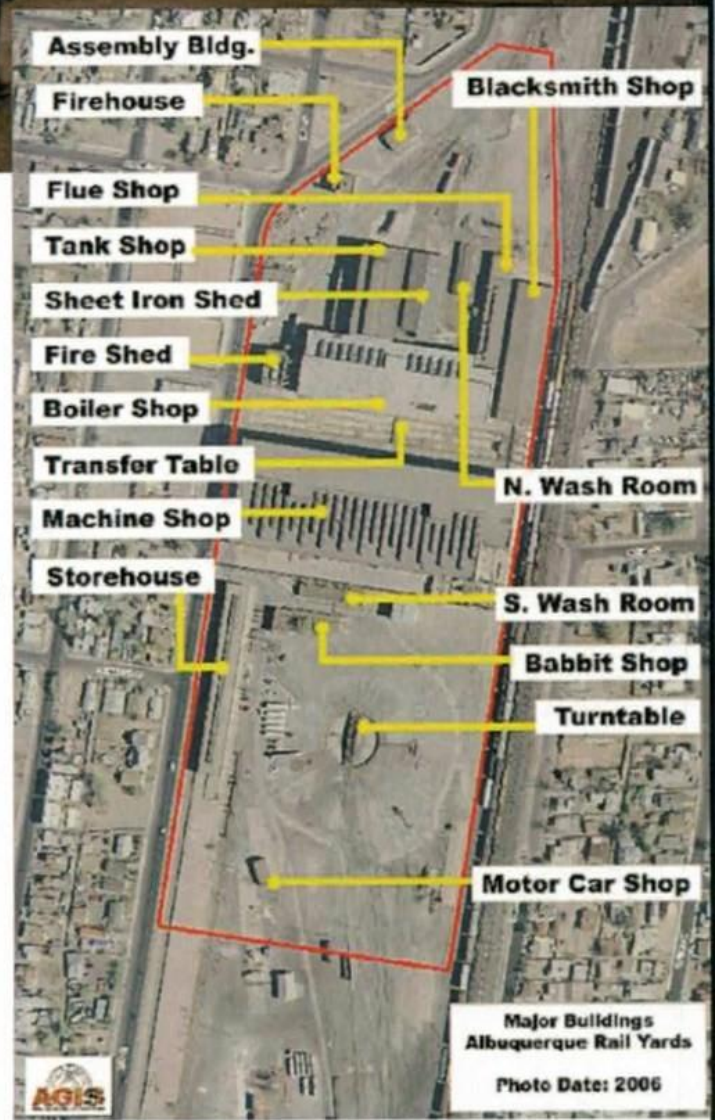 Assembly Bldg.
Blacksmith Shop
Firehouse
Flue Shop
Tank Shop
Sheet Iron Shed
Fire Shed
Boiler Shop
Transfer Table
N. Wash Room
Machine Shop
Storehouse
S. Wash Room
Babbit Shop
Turntable
Motor Car Shop
Major Buildings
Albuquerque Rail Yards
Photo Date: 2006
AGIS